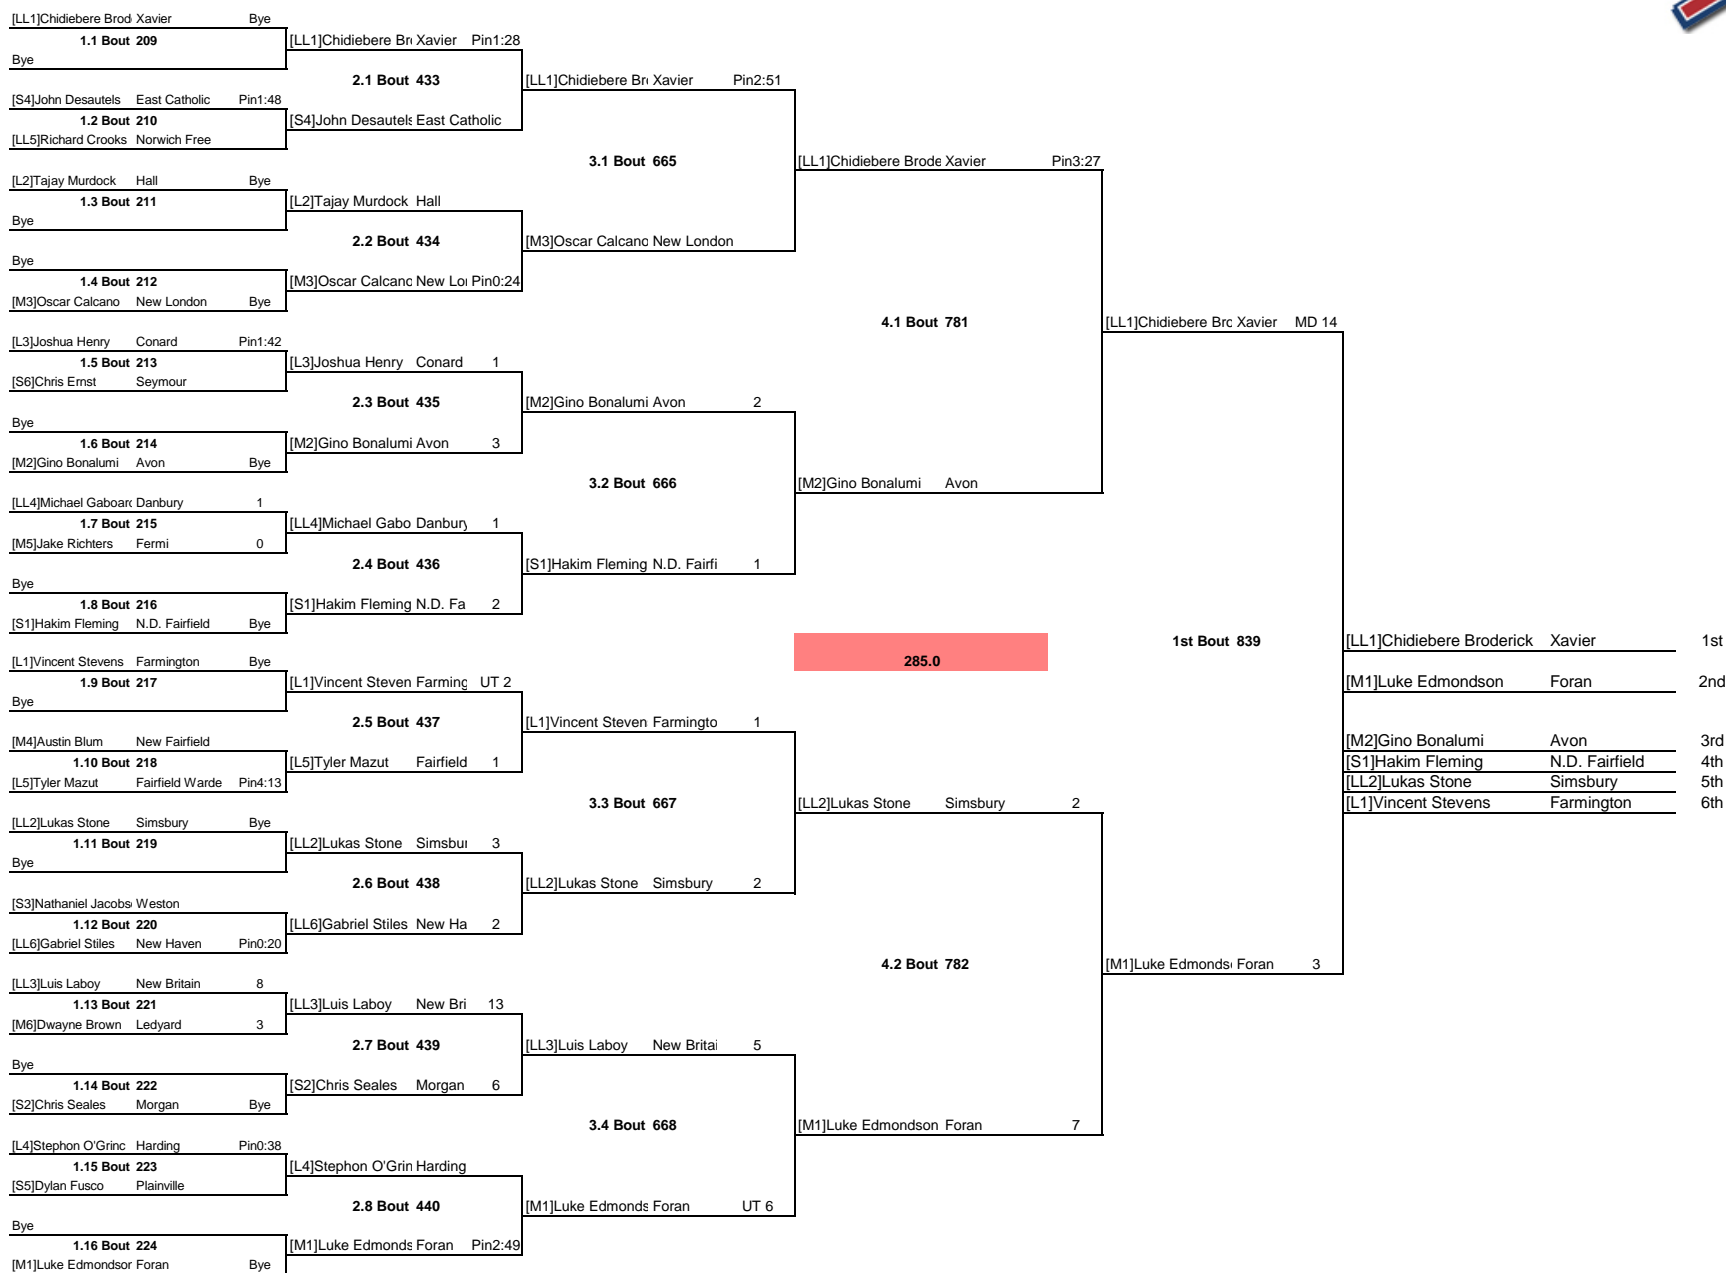 [LL1]Chidiebere Brod Xavier Bye
1.1 Bout 209
Bye
[S4]John Desautels East Catholic Pin1:48
1.2 Bout 210
[LL5]Richard Crooks Norwich Free
[L2]Tajay Murdock Hall Bye
1.3 Bout 211
Bye
Bye
1.4 Bout 212
[M3]Oscar Calcano New London Bye
[L3]Joshua Henry Conard Pin1:42
1.5 Bout 213
[S6]Chris Ernst Seymour
Bye
1.6 Bout 214
[M2]Gino Bonalumi Avon Bye
[LL4]Michael Gaboarc Danbury 1
1.7 Bout 215
[M5]Jake Richters Fermi 0
Bye
1.8 Bout 216
[S1]Hakim Fleming N.D. Fairfield Bye
[L1]Vincent Stevens Farmington Bye
1.9 Bout 217
Bye
[M4]Austin Blum New Fairfield
1.10 Bout 218
[L5]Tyler Mazut Fairfield Warde Pin4:13
[LL2]Lukas Stone Simsbury Bye
1.11 Bout 219
Bye
[S3]Nathaniel Jacobs Weston
1.12 Bout 220
[LL6]Gabriel Stiles New Haven Pin0:20
[LL3]Luis Laboy New Britain 8
1.13 Bout 221
[M6]Dwayne Brown Ledyard 3
Bye
1.14 Bout 222
[S2]Chris Seales Morgan Bye
[L4]Stephon O'Grinc Harding Pin0:38
1.15 Bout 223
[S5]Dylan Fusco Plainville
Bye
1.16 Bout 224
[M1]Luke Edmondsor Foran Bye
[LL1]Chidiebere Br Xavier Pin1:28
2.1 Bout 433
[S4]John Desautels East Catholic
[L2]Tajay Murdock Hall
2.2 Bout 434
[M3]Oscar Calcano New Lo Pin0:24
[L3]Joshua Henry Conard 1
2.3 Bout 435
[M2]Gino Bonalumi Avon 3
[LL4]Michael Gabo Danbury 1
2.4 Bout 436
[S1]Hakim Fleming N.D. Fa 2
[L1]Vincent Steven Farming UT 2
2.5 Bout 437
[L5]Tyler Mazut Fairfield 1
[LL2]Lukas Stone Simsbur 3
2.6 Bout 438
[LL6]Gabriel Stiles New Ha 2
[LL3]Luis Laboy New Bri 13
2.7 Bout 439
[S2]Chris Seales Morgan 6
[L4]Stephon O'Grin Harding
2.8 Bout 440
[M1]Luke Edmonds Foran Pin2:49
[LL1]Chidiebere Br Xavier Pin2:51
3.1 Bout 665
[M3]Oscar Calcano New London
[M2]Gino Bonalumi Avon 2
3.2 Bout 666
[S1]Hakim Fleming N.D. Fairfi 1
[L1]Vincent Steven Farmingto 1
3.3 Bout 667
[LL2]Lukas Stone Simsbury 2
[LL3]Luis Laboy New Britai 5
3.4 Bout 668
[M1]Luke Edmonds Foran UT 6
[LL1]Chidiebere Brode Xavier Pin3:27
4.1 Bout 781
[M2]Gino Bonalumi Avon
285.0
[LL2]Lukas Stone Simsbury 2
4.2 Bout 782
[M1]Luke Edmondson Foran 7
[LL1]Chidiebere Brc Xavier MD 14
1st Bout 839
[M1]Luke Edmonds Foran 3
[LL1]Chidiebere Broderick Xavier 1st
[M1]Luke Edmondson Foran 2nd
[M2]Gino Bonalumi Avon 3rd
[S1]Hakim Fleming N.D. Fairfield 4th
[LL2]Lukas Stone Simsbury 5th
[L1]Vincent Stevens Farmington 6th